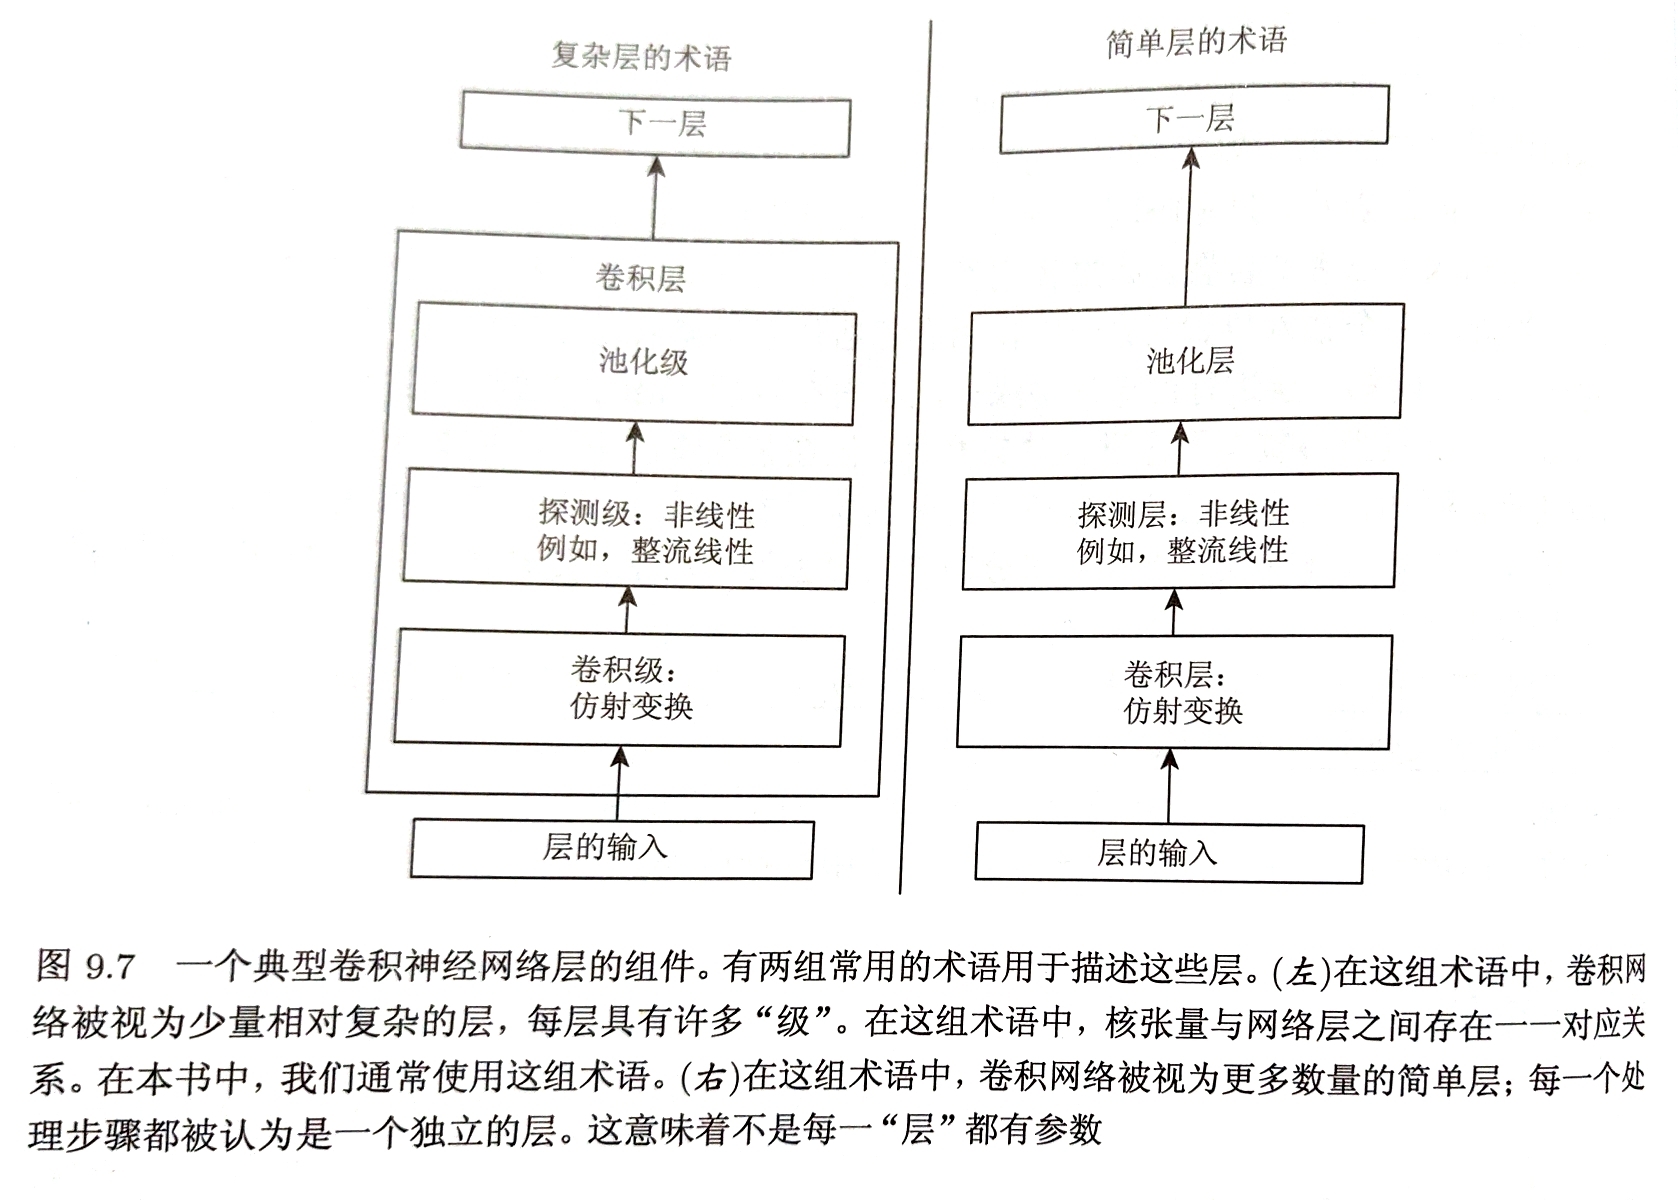 复杂层的术语
下一层
卷积层
池化级
探测级：非线性
例如，整流线性
卷积级：
仿射变换
层的输入
简单层的术语
下一层
池化层
探测层：非线性
例如，整流线性
卷积层：
仿射变换
层的输入
图 9.7 一个典型卷积神经网络层的组件。有两组常用的术语用于描述这些层。(左)在这组术语中，卷积网
络被视为少量相对复杂的层，每层具有许多“级”。在这组术语中，核张量与网络层之间存在一一对应关
系。在本书中，我们通常使用这组术语。(右)在这组术语中，卷积网络被视为更多数量的简单层；每一个处
理步骤都被认为是一个独立的层。这意味着不是每一“层”都有参数